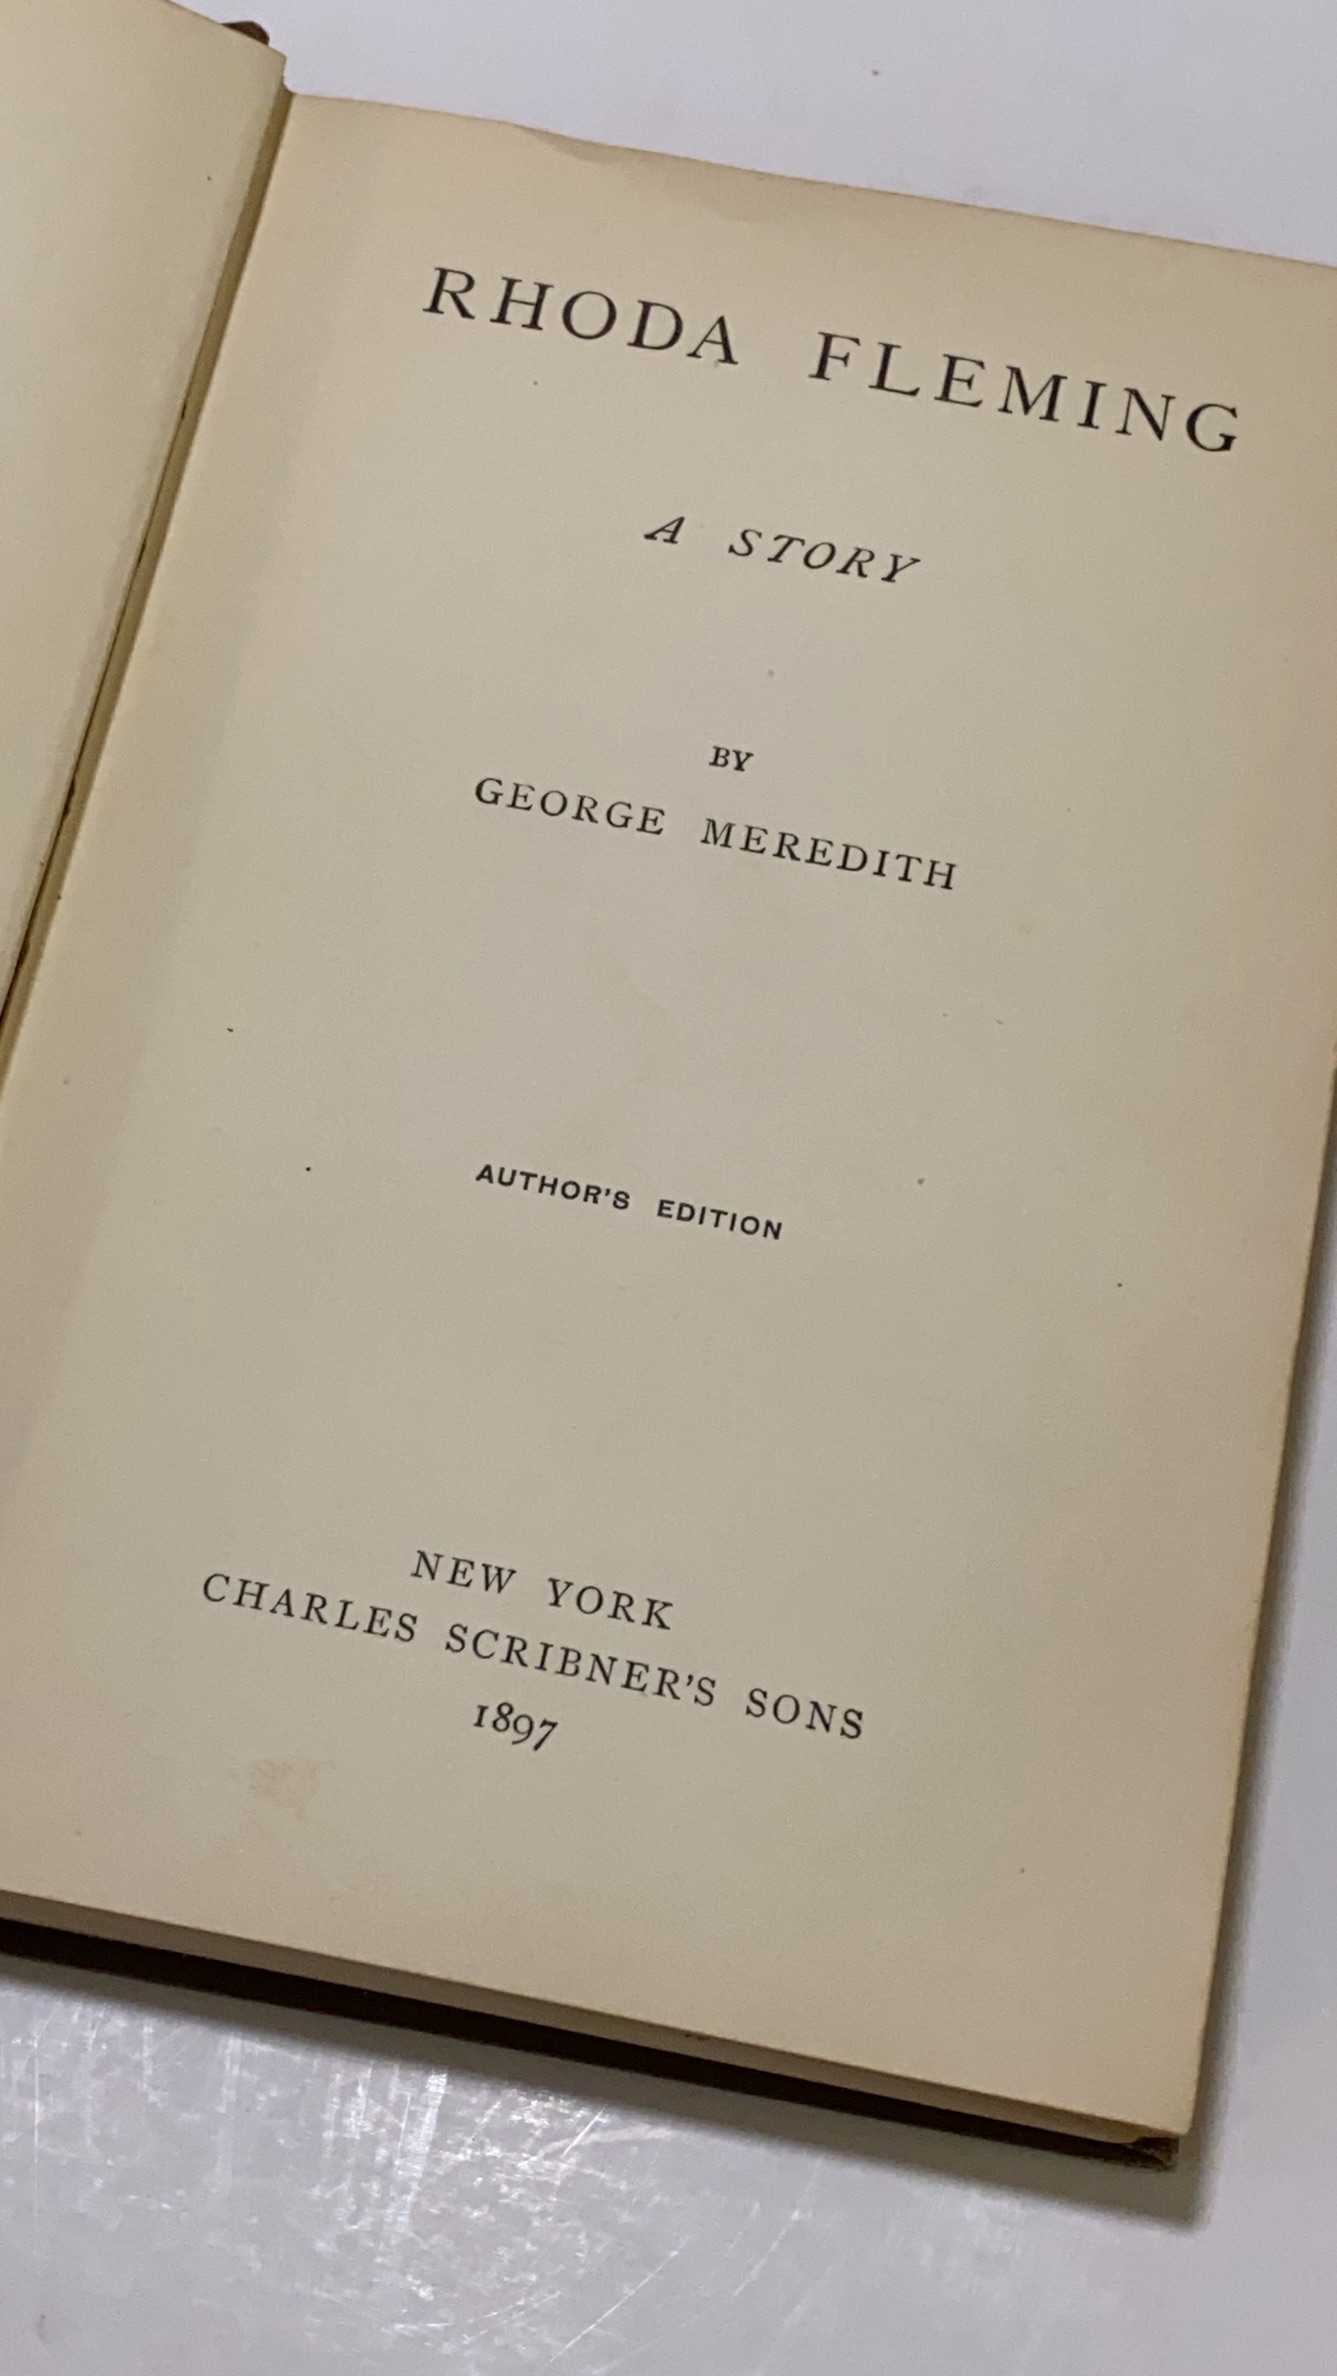 RHODA FLEMING
A STORY
BY
GEORGE MEREDITH
AUTHOR'S EDITION
NEW YORK
CHARLES SCRIBNER'S SONS
1897